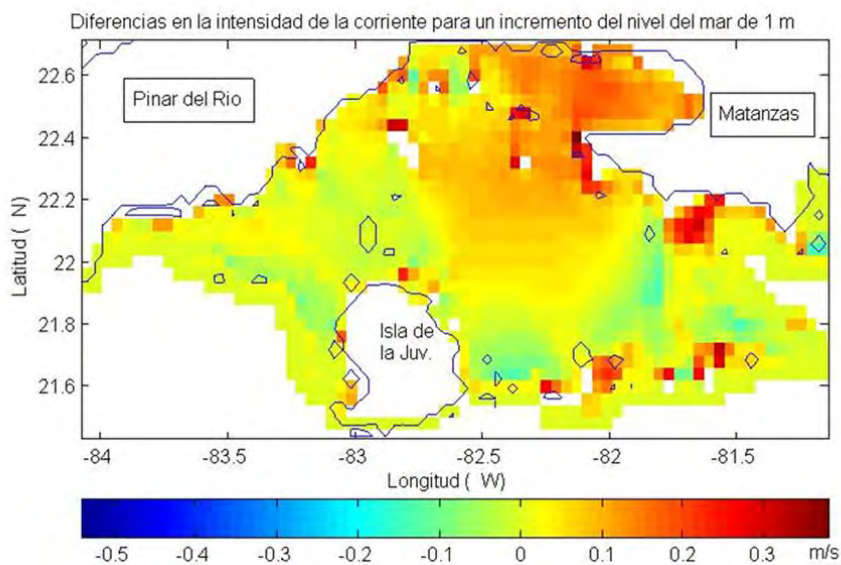 Diferencias en la intensidad de la corriente para un incremento del nivel del mar de 1 m
22.6
22.4
22.2
22
21.8
21.6
Latitud ( N)
Pinar del Rio
Matanzas
Isla de
la Juv.
-84
-83.5
-83
-82.5
-82
-81.5
Longitud ( W)
-0.5
-0.4
-0.3
-0.2
-0.1
0
0.1
0.2
0.3
m/s